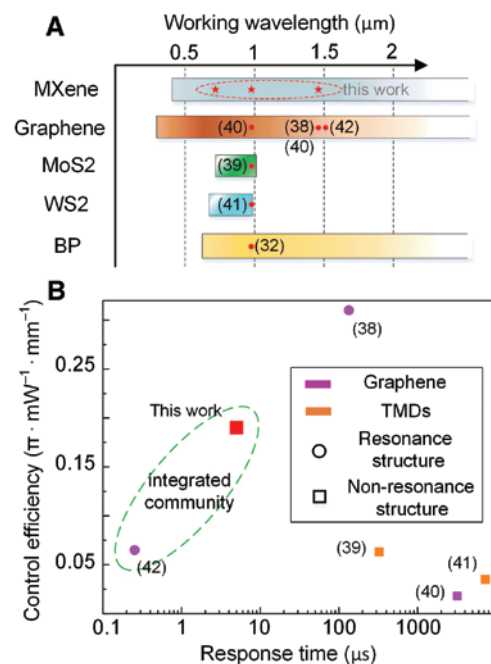 A
Working wavelength (μm)
0.5 1 1.5 2
MXene this work
Graphene (40) (38) (42)
(40)
MoS2 (39)
WS2 (41)
BP (32)
B
Control efficiency (π · mW⁻¹ · mm⁻¹)
0.25
0.15
0.05
(38)
This work
Integrated
community
(42)
Graphene
TMDs
Resonance
structure
Non-resonance
structure
(39)
(41)
(40)
0.1 1 10 100 1000
Response time (μs)